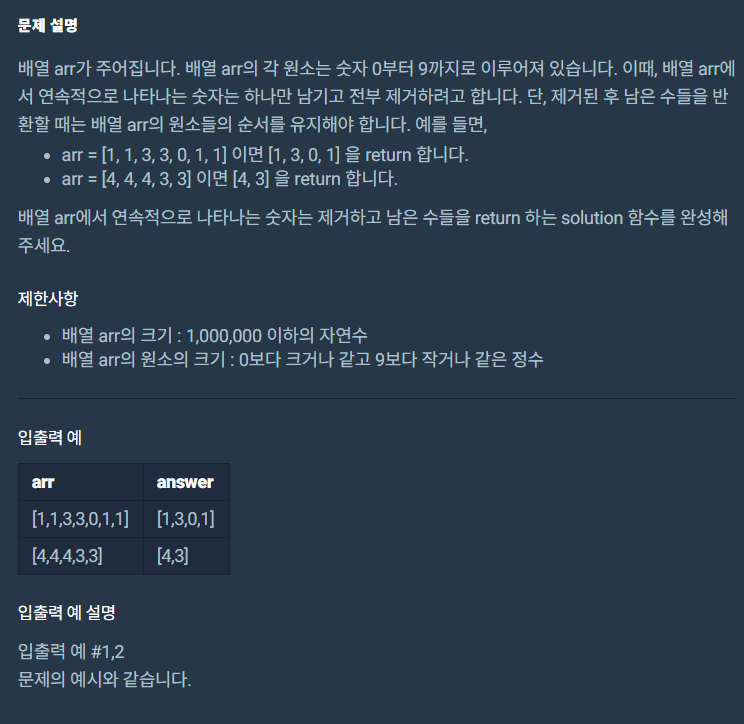 문제 설명
배열 arr가 주어집니다. 배열 arr의 각 원소는 숫자 0부터 9까지로 이루어져 있습니다. 이때, 배열 arr에
서 연속적으로 나타나는 숫자는 하나만 남기고 전부 제거하려고 합니다. 단, 제거된 후 남은 수들을 반
환할 때는 배열 arr의 원소들의 순서를 유지해야 합니다. 예를 들면,
• arr = [1, 1, 3, 3, 0, 1, 1] 이면 [1, 3, 0, 1] 을 return 합니다.
• arr = [4, 4, 4, 3, 3] 이면 [4, 3] 을 return 합니다.
배열 arr에서 연속적으로 나타나는 숫자는 제거하고 남은 수들을 return 하는 solution 함수를 완성해
주세요.
제한사항
• 배열 arr의 크기 : 1,000,000 이하의 자연수
• 배열 arr의 원소의 크기 : 0보다 크거나 같고 9보다 작거나 같은 정수
입출력 예
arr answer
[1,1,3,3,0,1,1] [1,3,0,1]
[4,4,4,3,3] [4,3]
입출력 예 설명
입출력 예 #1,2
문제의 예시와 같습니다.